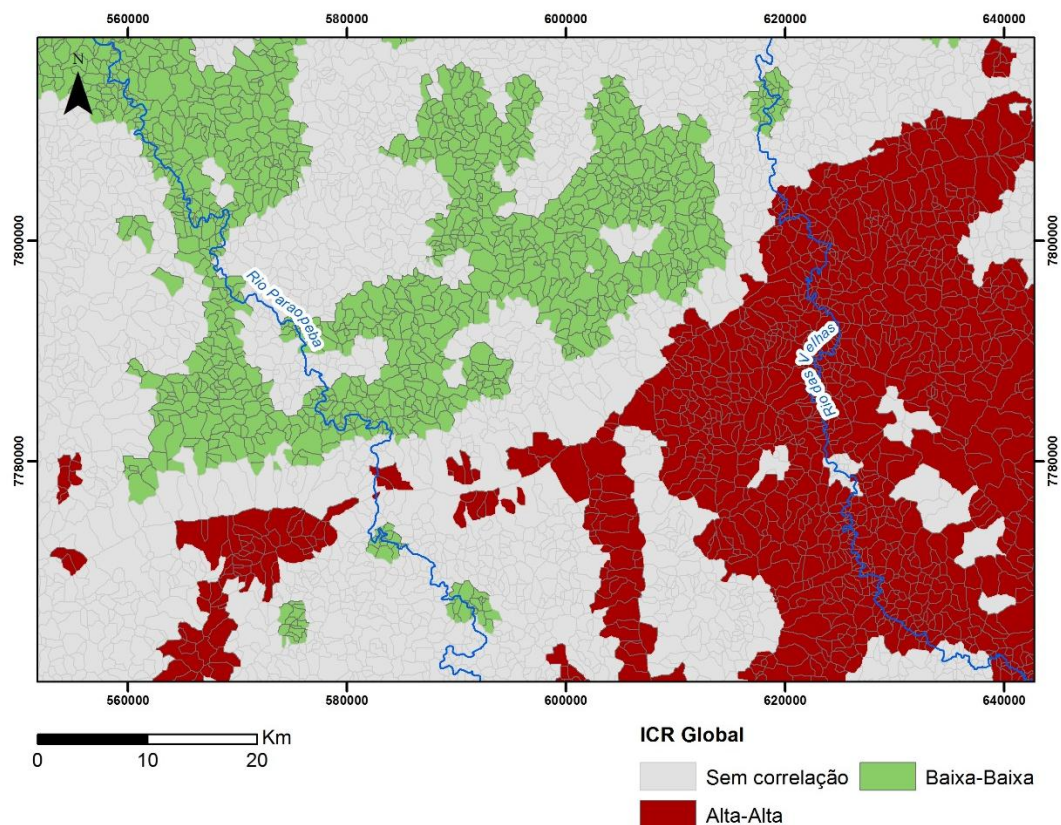 560000 580000 600000 620000 640000
N
7800000 7800000
Rio Paraopeba
Rio das Velhas
7780000 7780000
560000 580000 600000 620000 640000
Km
0 10 20
ICR Global
Sem correlação Baixa-Baixa
Alta-Alta